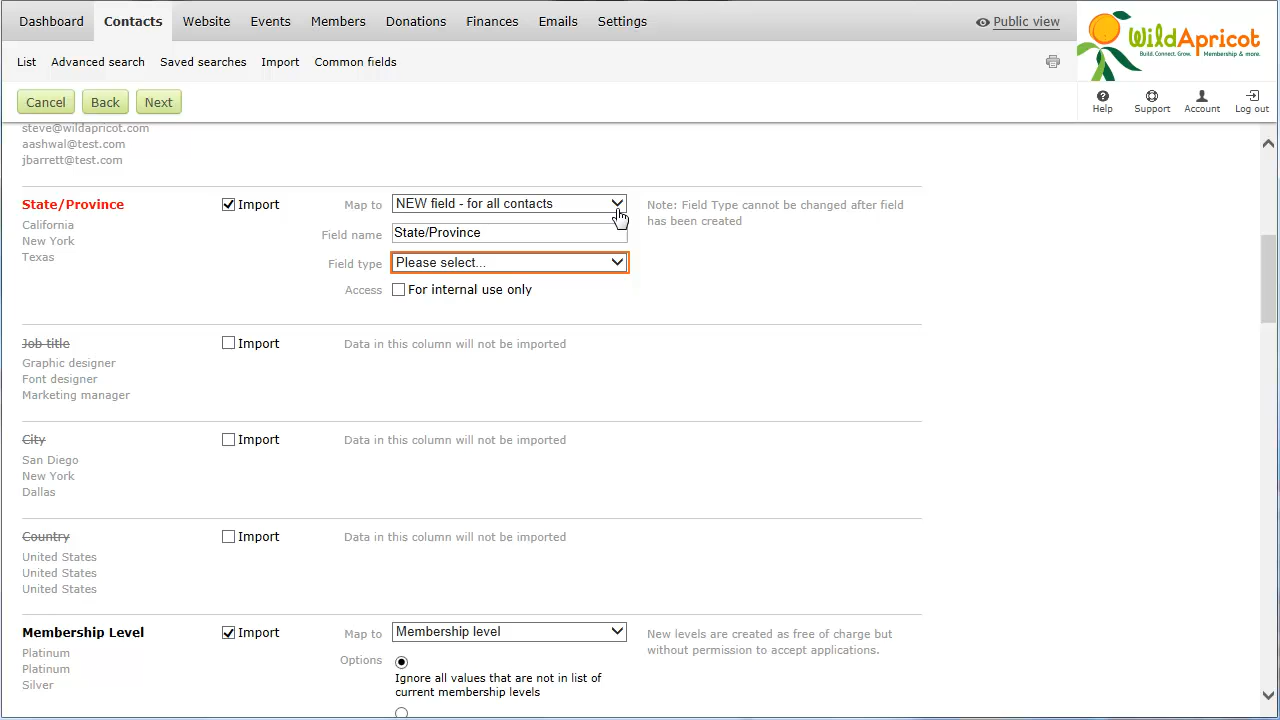 Dashboard Contacts Website Events Members Donations Finances Emails Settings Public view
WildApricot
Build. Connect. Grow. Membership & more.
List Advanced search Saved searches Import Common fields
Cancel Back Next
Help Support Account Log out
steve@wildapricot.com
aashwal@test.com
jbarrett@test.com
State/Province Import Map to NEW field - for all contacts Note: Field Type cannot be changed after field
has been created
California
New York
Texas
Field name State/Province
Field type Please select...
Access For internal use only
Job title Import Data in this column will not be imported
Graphic designer
Font designer
Marketing manager
City Import Data in this column will not be imported
San Diego
New York
Dallas
Country Import Data in this column will not be imported
United States
United States
United States
Membership Level Import Map to Membership level New levels are created as free of charge but
without permission to accept applications.
Platinum
Platinum
Silver
Options
Ignore all values that are not in list of
current membership levels